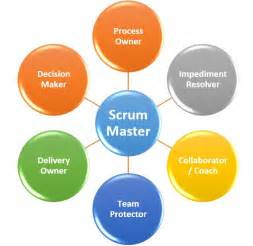 Process
Owner
Decision
Maker
Impediment
Resolver
Scrum
Master
Delivery
Owner
Collaborator
/ Coach
Team
Protector